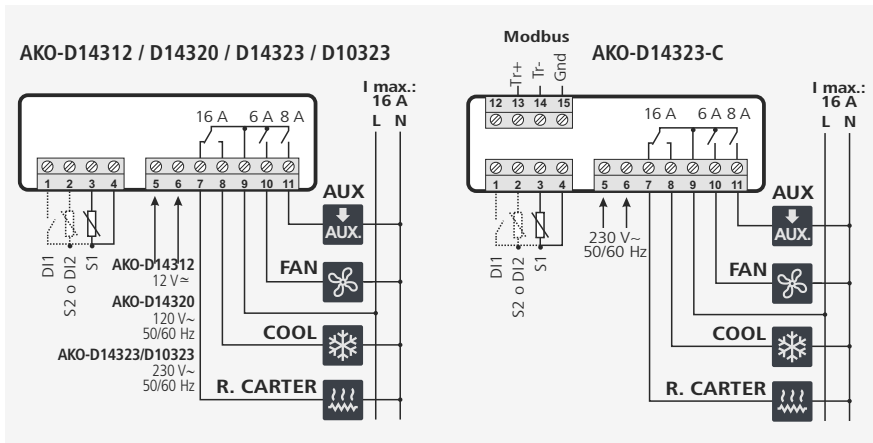 AKO-D14312 / D14320 / D14323 / D10323
I max.:
16 A
L N
16 A 6 A 8 A
1 2 3 4 5 6 7 8 9 10 11
DI1
S2 o DI2
S1
AUX
AUX.
FAN
COOL
R. CARTER
AKO-D14312
12 V≂
AKO-D14320
120 V~
50/60 Hz
AKO-D14323/D10323
230 V~
50/60 Hz
Modbus
AKO-D14323-C
Tr+
Tr-
Gnd
12 13 14 15
I max.:
16 A
L N
16 A 6 A 8 A
1 2 3 4 5 6 7 8 9 10 11
DI1
S2 o DI2
S1
230 V~
50/60 Hz
AUX
AUX.
FAN
COOL
R. CARTER